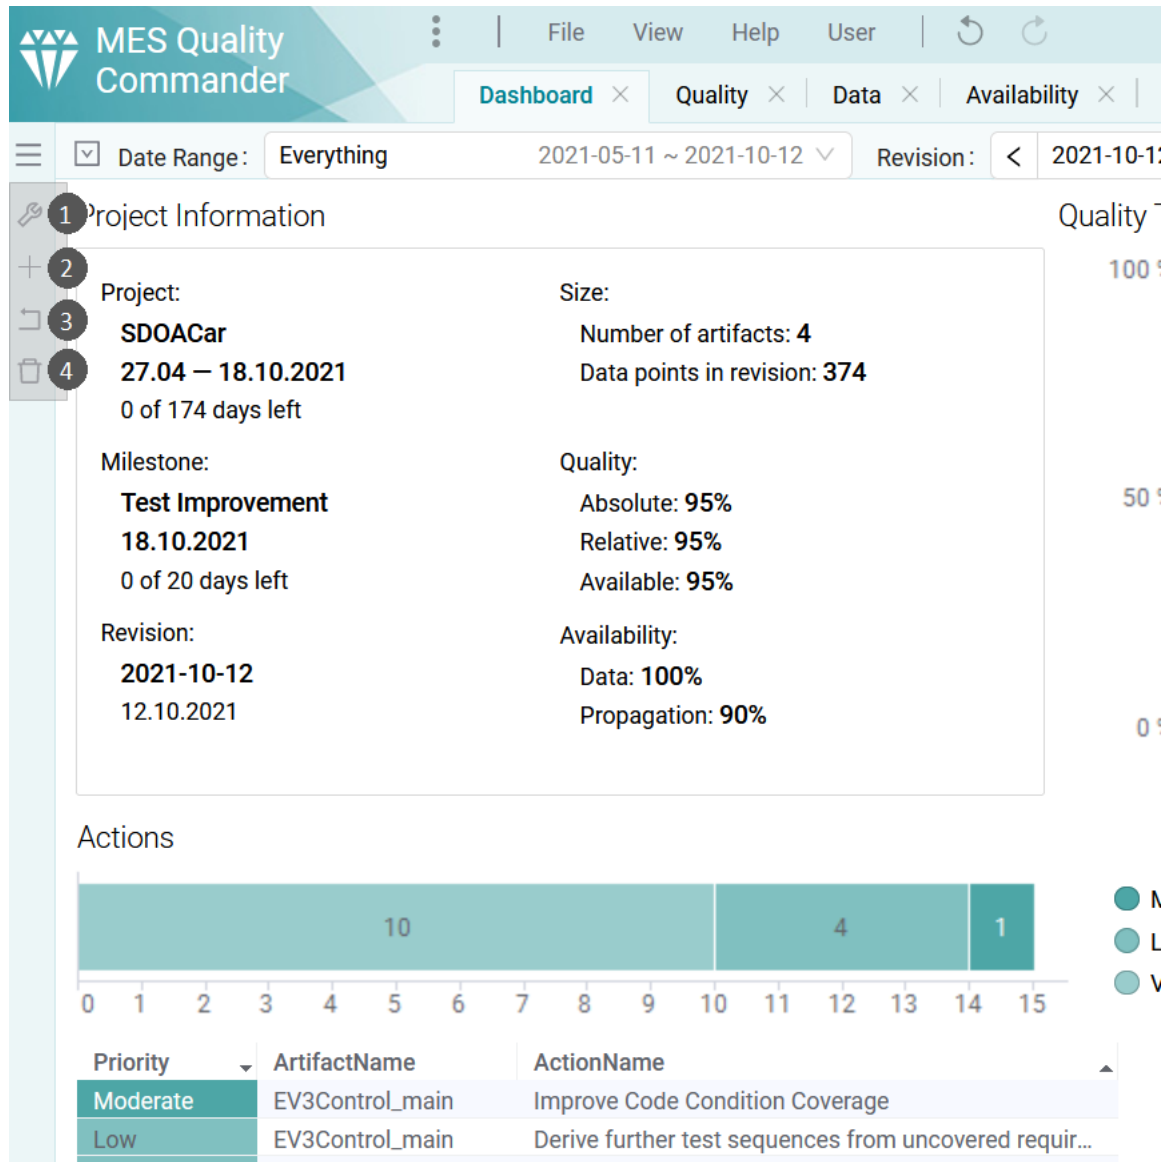 MES Quality
Commander
File View Help User
Dashboard Quality Data Availability
Date Range: Everything 2021-05-11 ~ 2021-10-12 Revision: < 2021-10-12
1 Project Information
2
3
4
Project:
SDOACar
27.04 — 18.10.2021
0 of 174 days left
Size:
Number of artifacts: 4
Data points in revision: 374
Milestone:
Test Improvement
18.10.2021
0 of 20 days left
Quality:
Absolute: 95%
Relative: 95%
Available: 95%
Revision:
2021-10-12
12.10.2021
Availability:
Data: 100%
Propagation: 90%
Quality
100 %
50 %
0 %
Actions
10 4 1
0 1 2 3 4 5 6 7 8 9 10 11 12 13 14 15
Priority ArtifactName ActionName
Moderate EV3Control_main Improve Code Condition Coverage
Low EV3Control_main Derive further test sequences from uncovered requir...